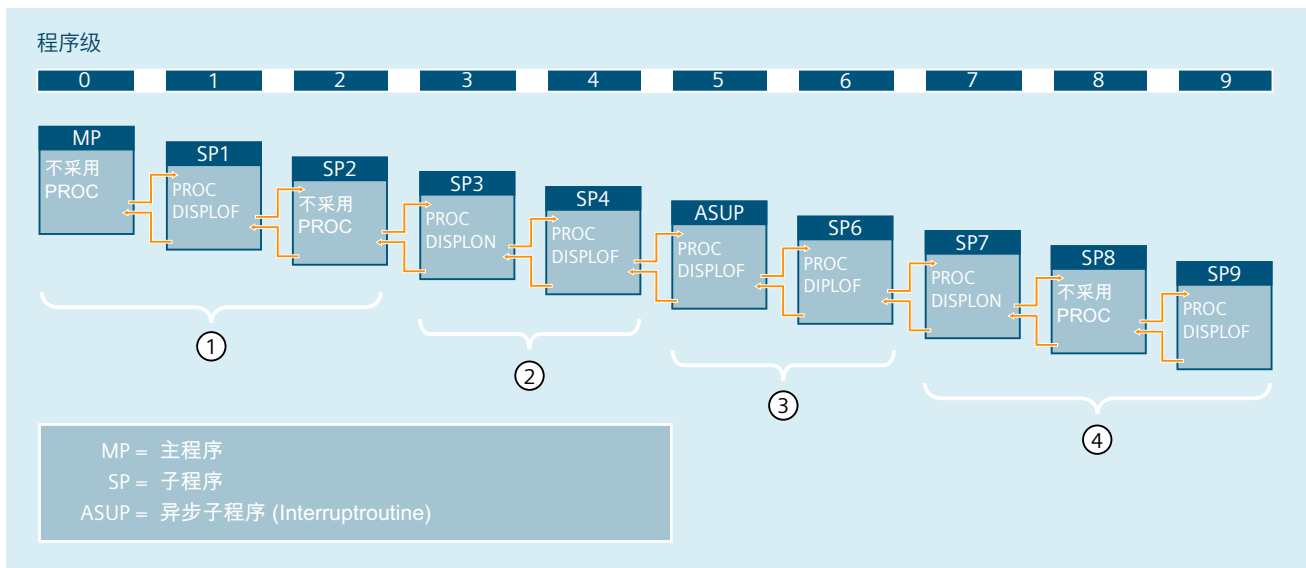 程序级
0 1 2 3 4 5 6 7 8 9
MP
不采用
PROC
SP1
PROC
DISPLOF
SP2
不采用
PROC
SP3
PROC
DISPLON
SP4
PROC
DISPLOF
ASUP
PROC
DISPLOF
SP6
PROC
DIPLOF
SP7
PROC
DISPLON
SP8
不采用
PROC
SP9
PROC
DISPLOF
1
2
3
4
MP = 主程序
SP = 子程序
ASUP = 异步子程序 (Interruptroutine)